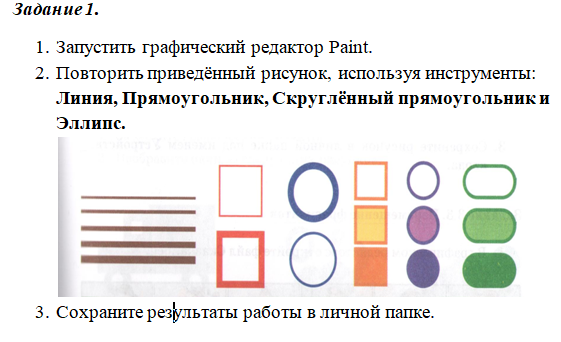 Задание 1.
1. Запустить графический редактор Paint.
2. Повторить приведённый рисунок, используя инструменты:
Линия, Прямоугольник, Скруглённый прямоугольник и
Эллипс.
3. Сохраните результаты работы в личной папке.